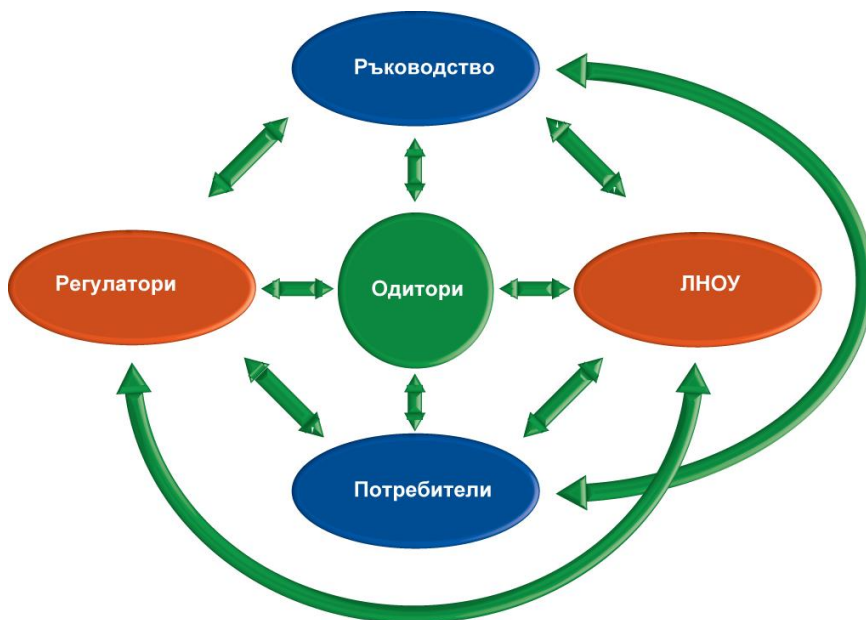 Ръководство
Регулатори
Одитори
ЛНОУ
Потребители